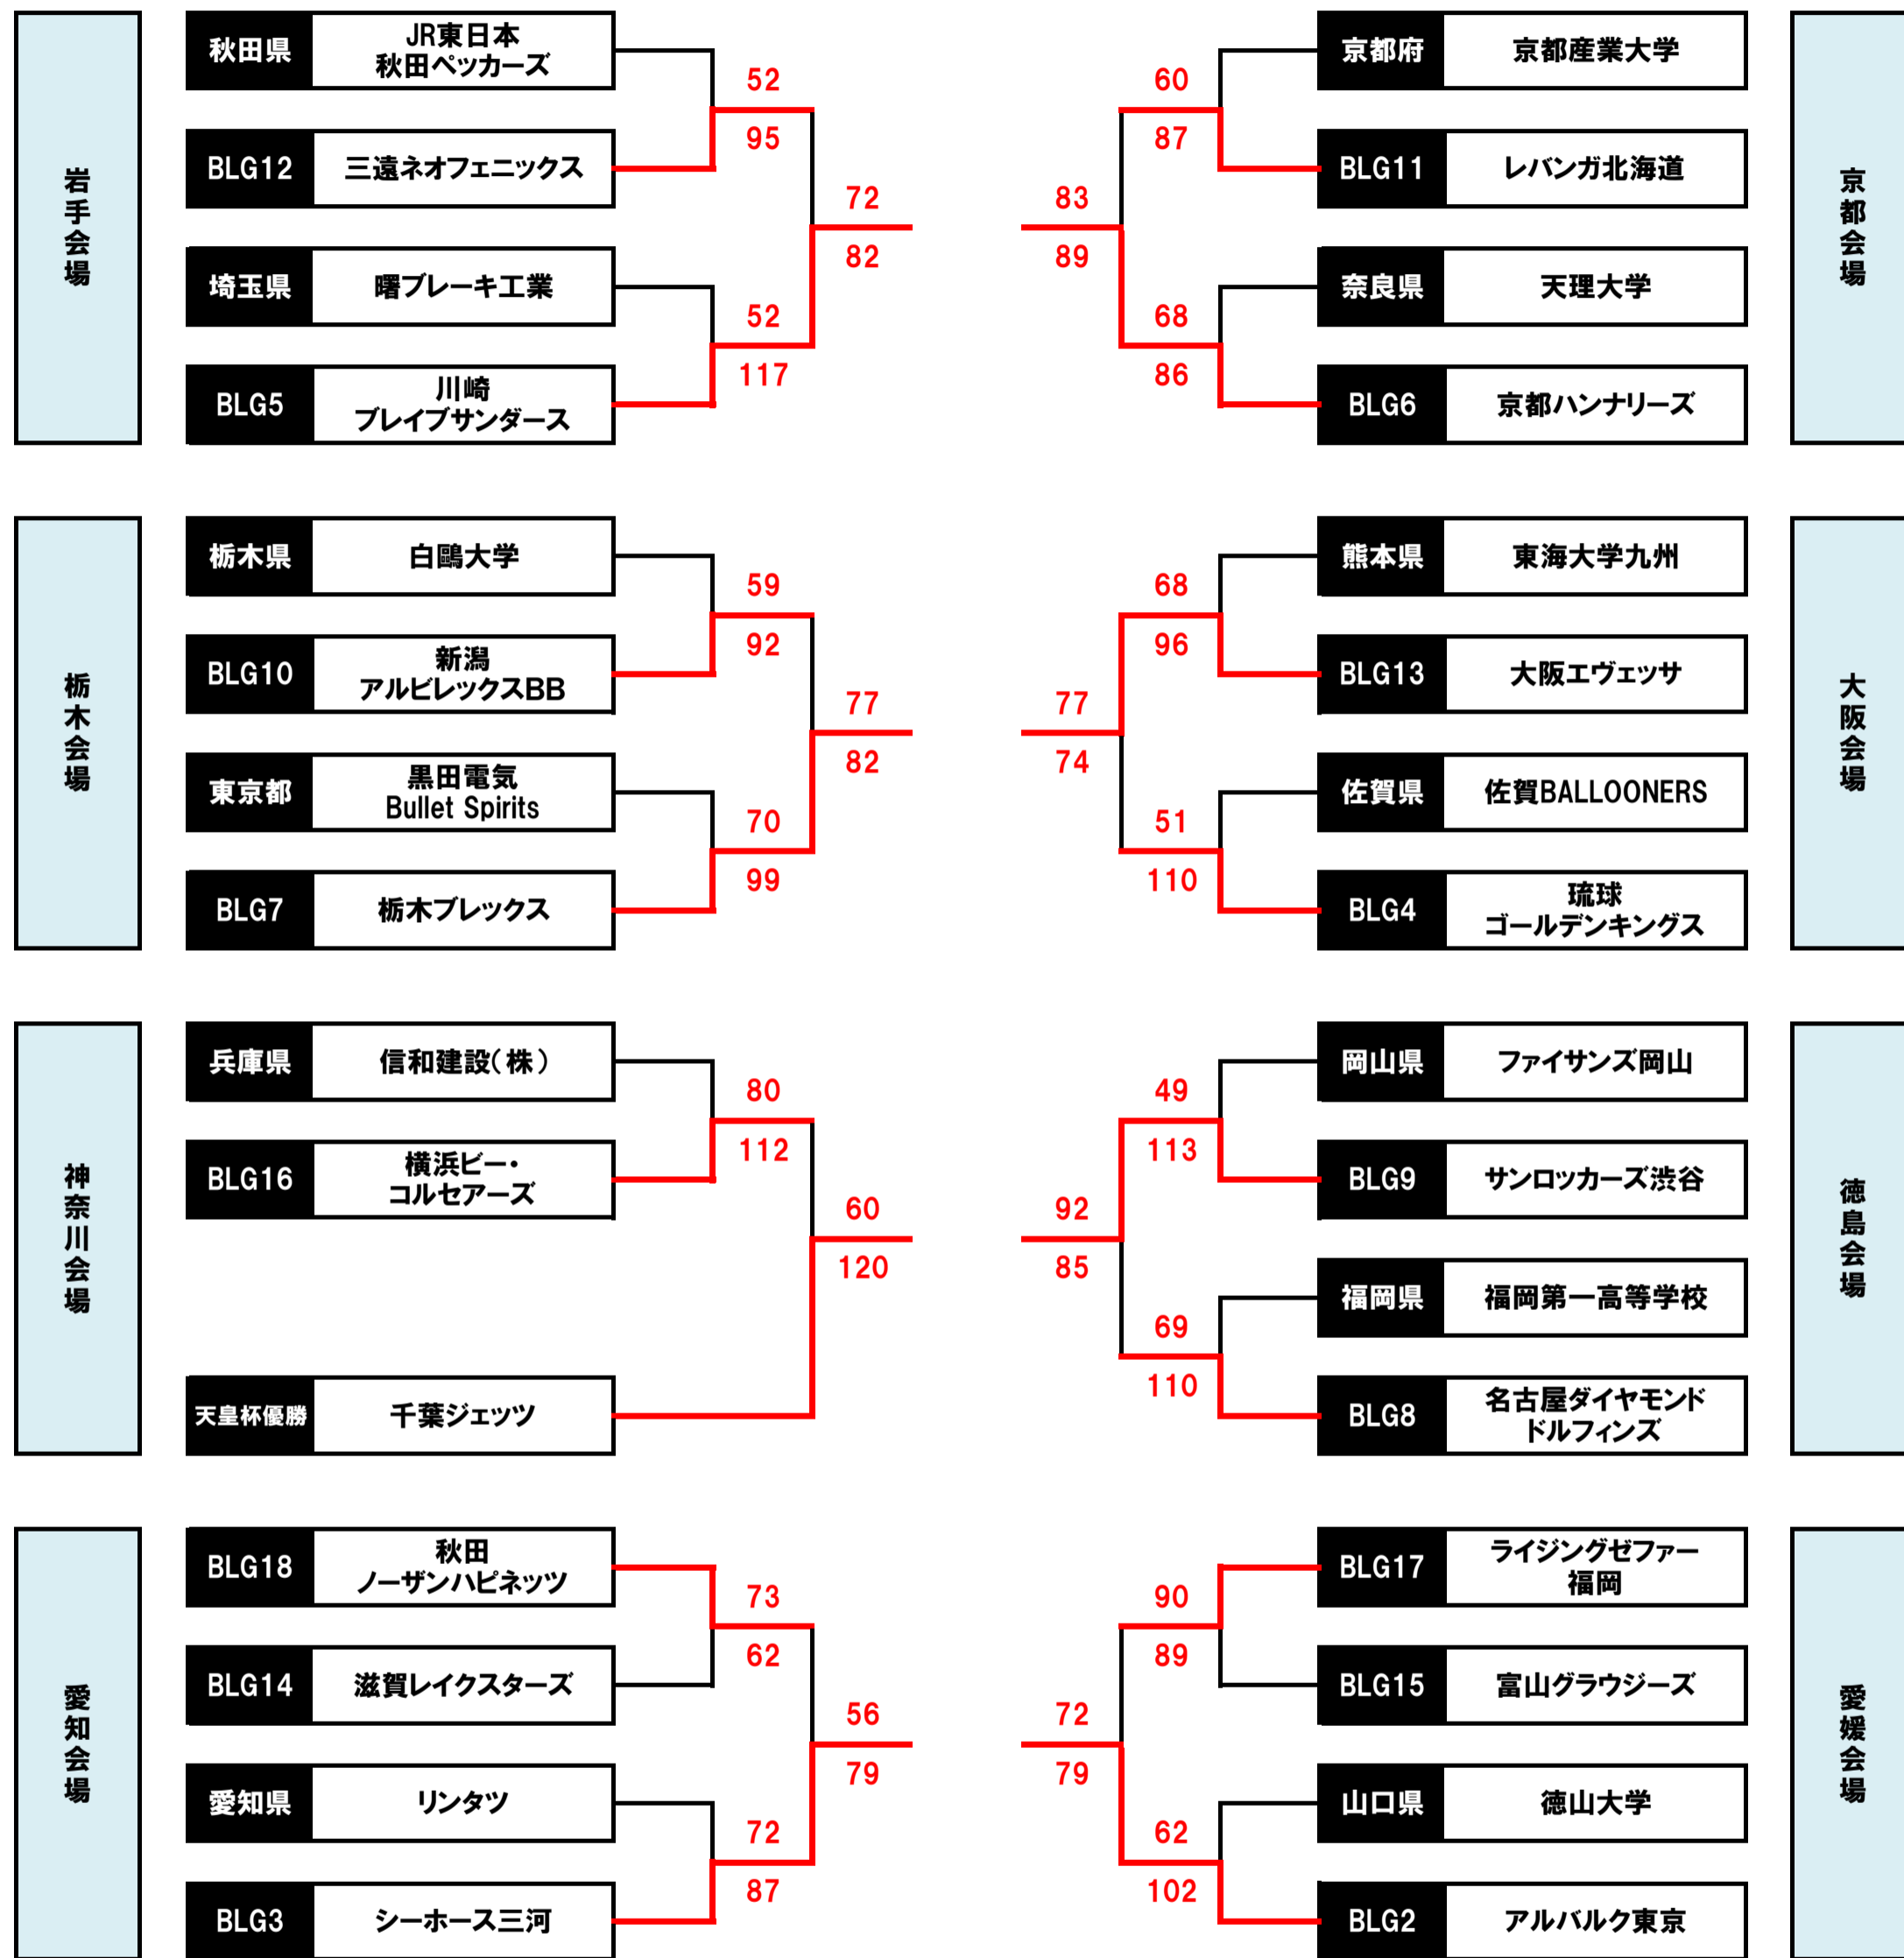 岩手会場
秋田県
JR東日本
秋田ペッカーズ
BLG12
三遠ネオフェニックス
埼玉県
曙ブレーキ工業
BLG5
川崎
ブレイブサンダース
52
95
52
117
72
82
京都会場
京都府
京都産業大学
BLG11
レバンガ北海道
奈良県
天理大学
BLG6
京都ハンナリーズ
60
87
68
86
83
89
栃木会場
栃木県
白鷗大学
BLG10
新潟
アルビレックスBB
東京都
黒田電気
Bullet Spirits
BLG7
栃木ブレックス
59
92
70
99
77
82
大阪会場
熊本県
東海大学九州
BLG13
大阪エヴェッサ
佐賀県
佐賀BALLOONERS
BLG4
琉球
ゴールデンキングス
68
96
51
110
77
74
神奈川会場
兵庫県
信和建設(株)
BLG16
横浜ビー・
コルセアーズ
天皇杯優勝
千葉ジェッツ
80
112
60
120
徳島会場
岡山県
ファイサンズ岡山
BLG9
サンロッカーズ渋谷
福岡県
福岡第一高等学校
BLG8
名古屋ダイヤモンド
ドルフィンズ
49
113
69
110
92
85
愛知会場
BLG18
秋田
ノーザンハピネッツ
BLG14
滋賀レイクスターズ
愛知県
リンタツ
BLG3
シーホース三河
73
62
72
87
56
79
愛媛会場
BLG17
ライジングゼファー
福岡
BLG15
富山グラウジーズ
山口県
徳山大学
BLG2
アルバルク東京
90
89
62
102
72
79